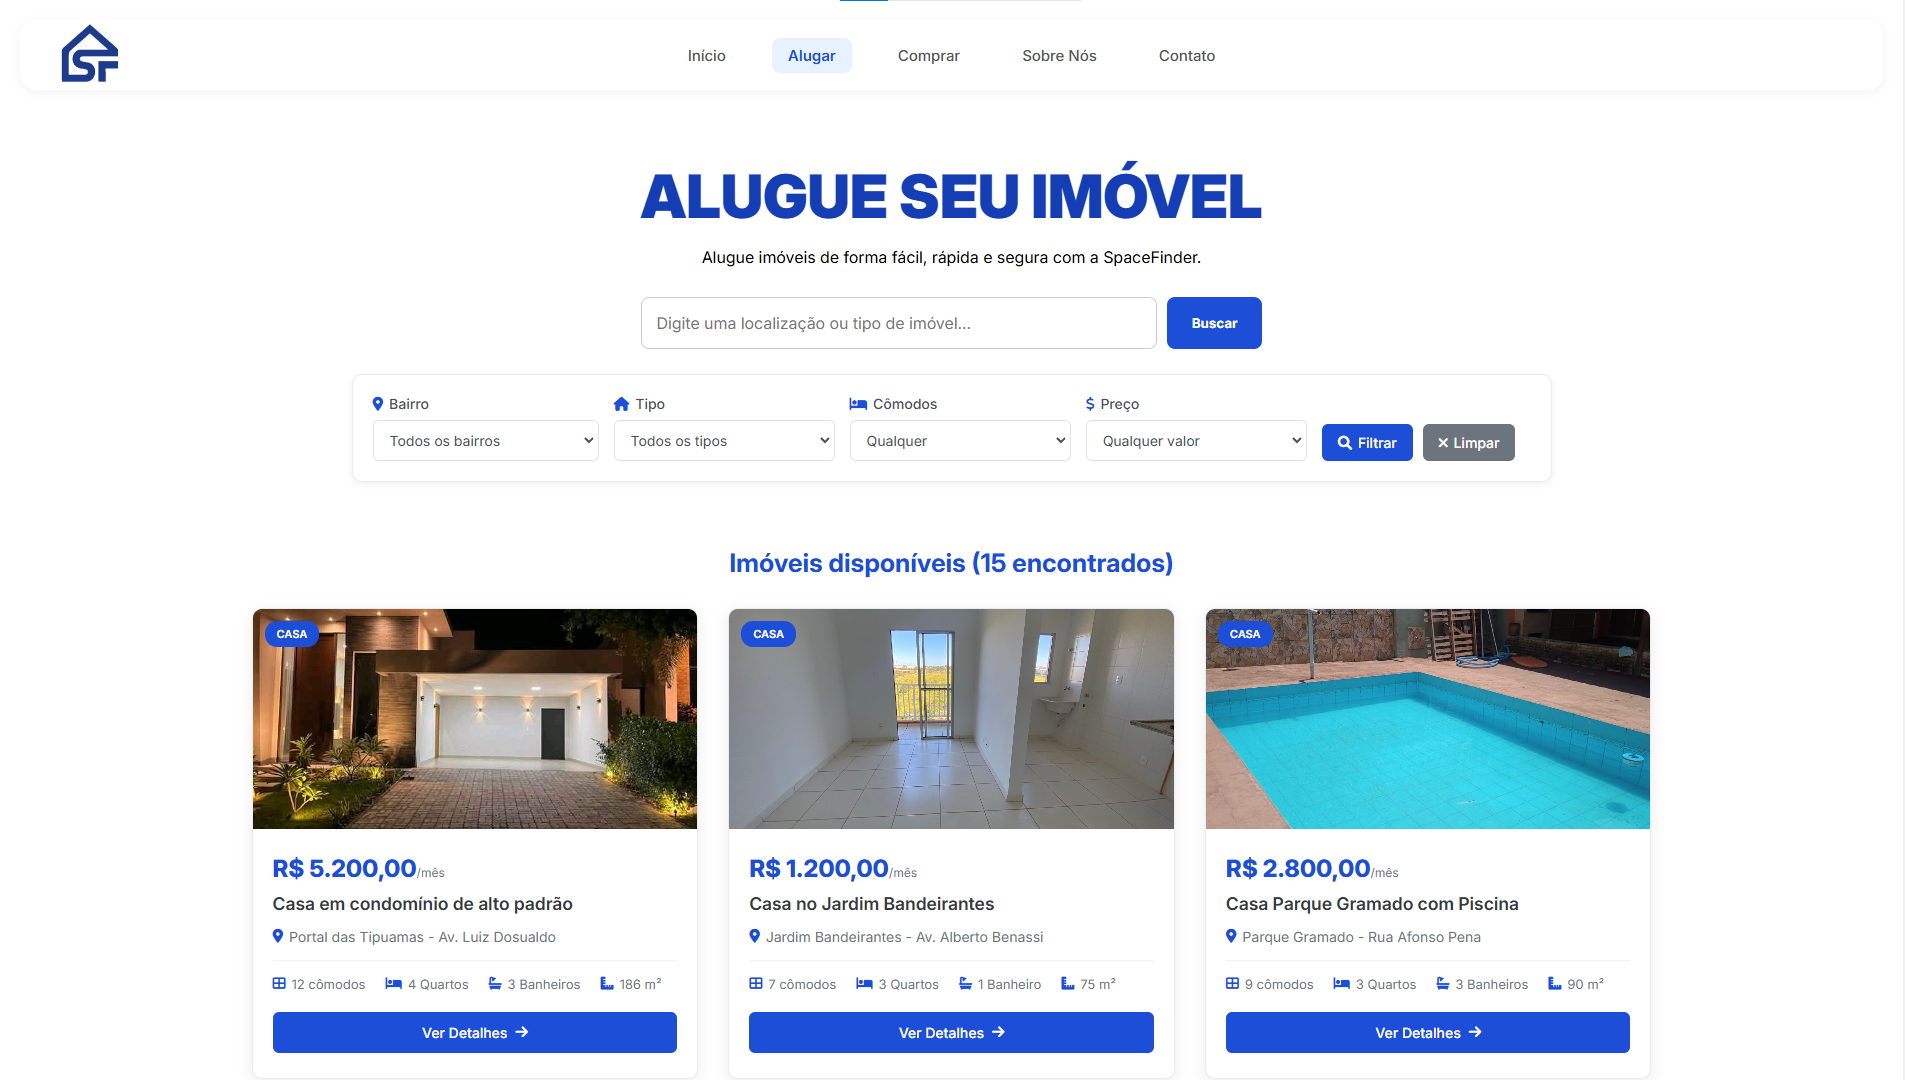 SF
Início Alugar Comprar Sobre Nós Contato
ALUGUE SEU IMÓVEL
Alugue imóveis de forma fácil, rápida e segura com a SpaceFinder.
Digite uma localização ou tipo de imóvel... Buscar
Bairro Tipo Cômodos Preço
Todos os bairros Todos os tipos Qualquer Qualquer valor Filtrar Limpar
Imóveis disponíveis (15 encontrados)
CASA
R$ 5.200,00/mês
Casa em condomínio de alto padrão
Portal das Tipuamas - Av. Luiz Dosualdo
12 cômodos 4 Quartos 3 Banheiros 186 m²
Ver Detalhes →
CASA
R$ 1.200,00/mês
Casa no Jardim Bandeirantes
Jardim Bandeirantes - Av. Alberto Benassi
7 cômodos 3 Quartos 1 Banheiro 75 m²
Ver Detalhes →
CASA
R$ 2.800,00/mês
Casa Parque Gramado com Piscina
Parque Gramado - Rua Afonso Pena
9 cômodos 3 Quartos 3 Banheiros 90 m²
Ver Detalhes →